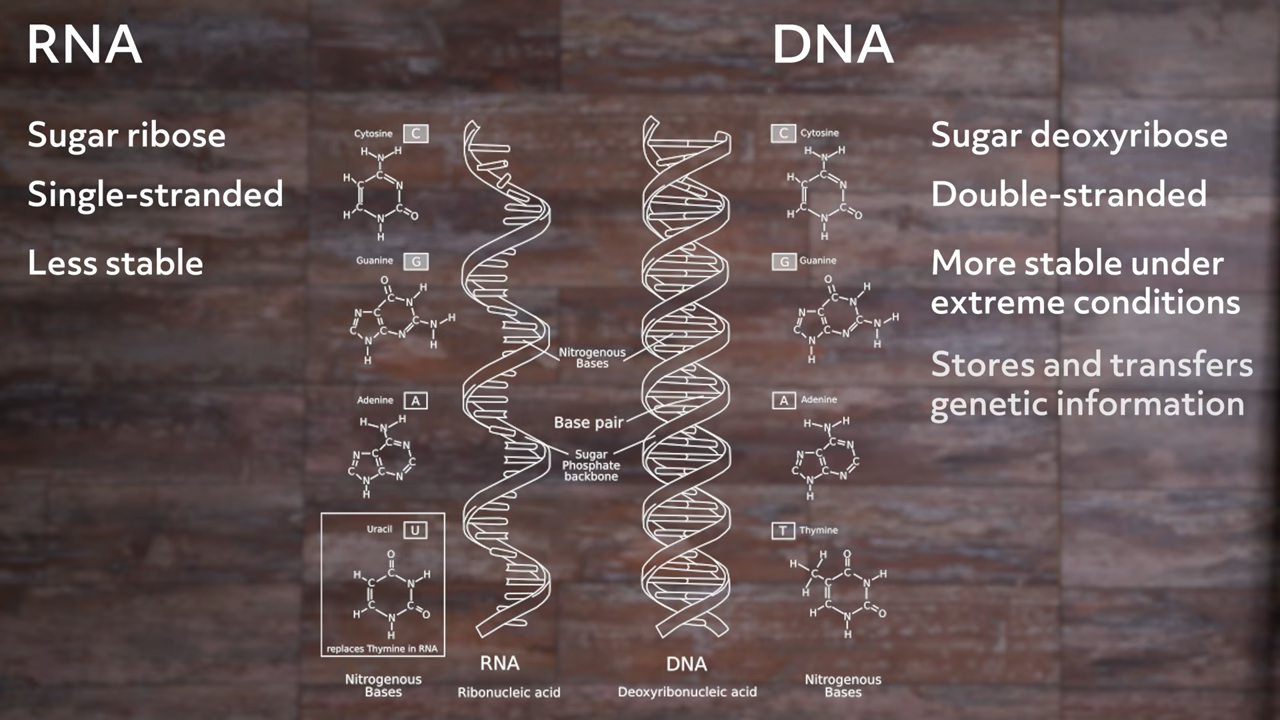 RNA
Sugar ribose
Single-stranded
Less stable
Cytosine C
H
N
H
H
C
N
H
N
C
O
H
Guanine G
O
H
C
N
N
C
N
H
N
H
H
N
H
Adenine A
H
N
H
C
N
N
C
C
N
N
H
Uracil U
O
H
C
H
N
H
N
C
O
H
replaces Thymine in RNA
Nitrogenous
Bases
Nitrogenous
Bases
Base pair
Sugar
Phosphate
backbone
RNA
Ribonucleic acid
DNA
Deoxyribonucleic acid
DNA
C Cytosine
H
N
H
H
C
N
H
N
C
O
H
G Guanine
O
H
C
N
N
C
N
H
N
H
H
N
H
A Adenine
H
N
H
C
N
N
C
C
N
N
H
T Thymine
H
H
O
C
C
H
H
N
H
N
C
O
H
Nitrogenous
Bases
Sugar deoxyribose
Double-stranded
More stable under
extreme conditions
Stores and transfers
genetic information